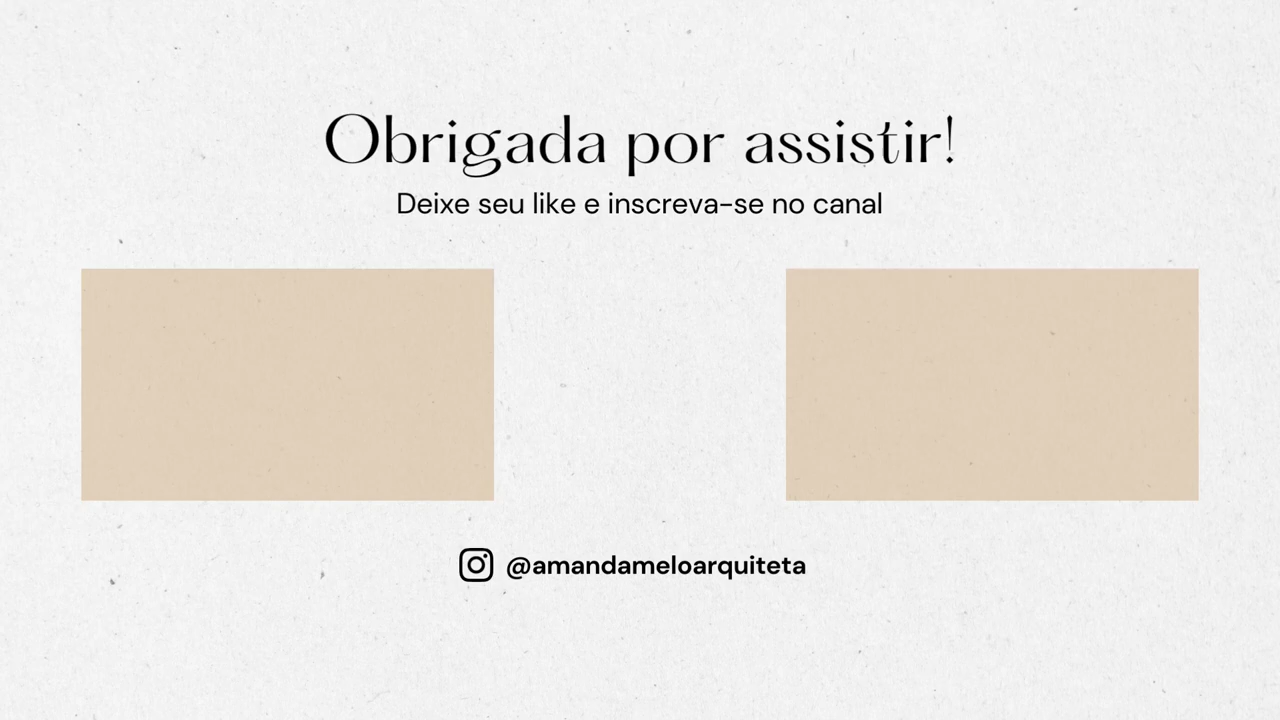 Obrigada por assistir!
Deixe seu like e inscreva-se no canal
@amandameloarquiteta